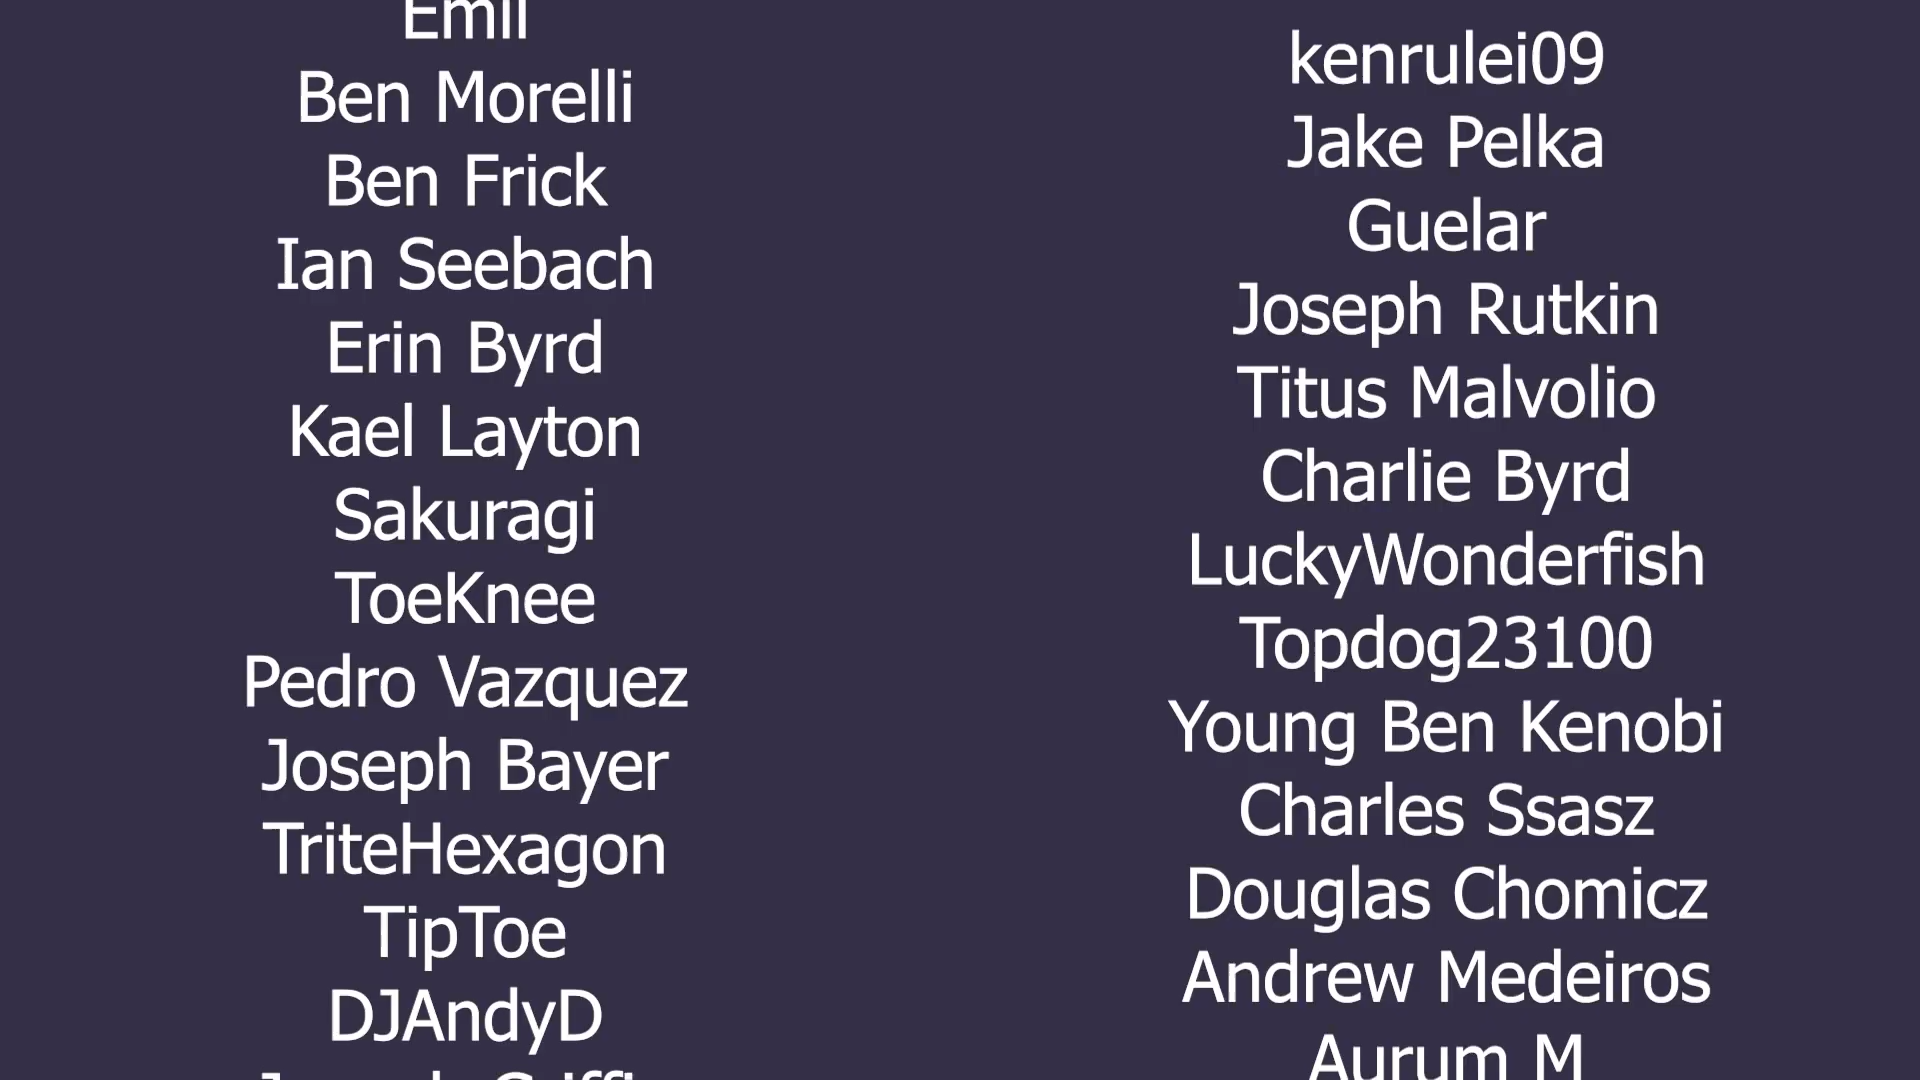 Emil
Ben Morelli
Ben Frick
Ian Seebach
Erin Byrd
Kael Layton
Sakuragi
ToeKnee
Pedro Vazquez
Joseph Bayer
TriteHexagon
TipToe
DJAndyD
kenrulei09
Jake Pelka
Guelar
Joseph Rutkin
Titus Malvolio
Charlie Byrd
LuckyWonderfish
Topdog23100
Young Ben Kenobi
Charles Ssasz
Douglas Chomicz
Andrew Medeiros
Aurum M